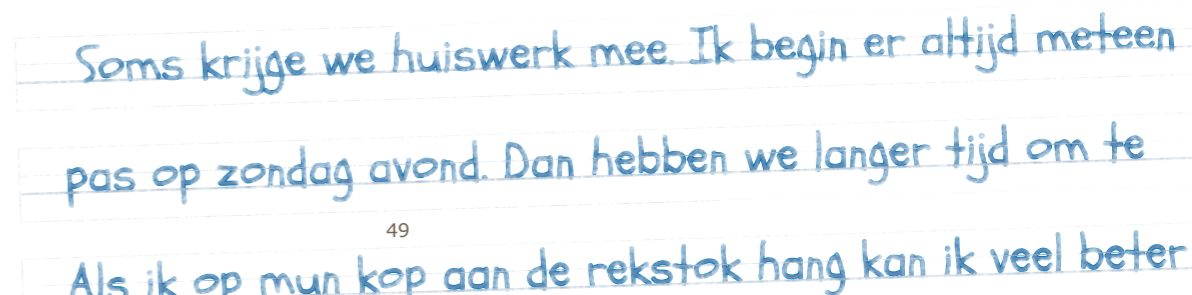 Soms krijge we huiswerk mee. Ik begin er altijd meteen
pas op zondag avond. Dan hebben we langer tijd om te
49
Als ik op mun kop aan de rekstok hang kan ik veel beter